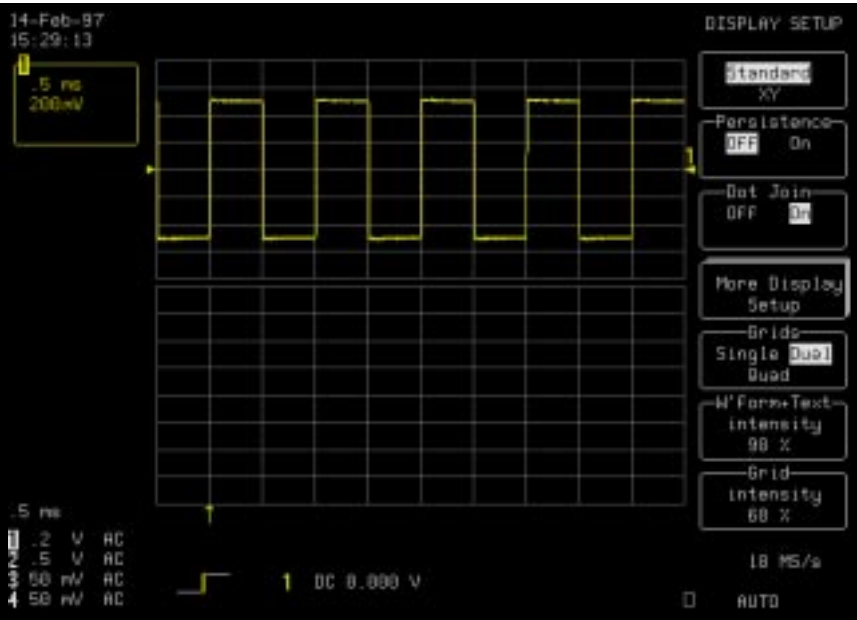 14-Feb-97
15:29:13
1
.5 ms
200mV
1
DISPLAY SETUP
Standard
XY
Persistence
OFF On
Dot Join
OFF On
More Display
Setup
Grids
Single Dual
Quad
W'Form+Text
intensity
90 %
Grid
intensity
60 %
.5 ms
1 .2 V AC
2 .5 V AC
3 50 mV AC
4 50 mV AC
1 DC 0.000 V
10 MS/s
AUTO